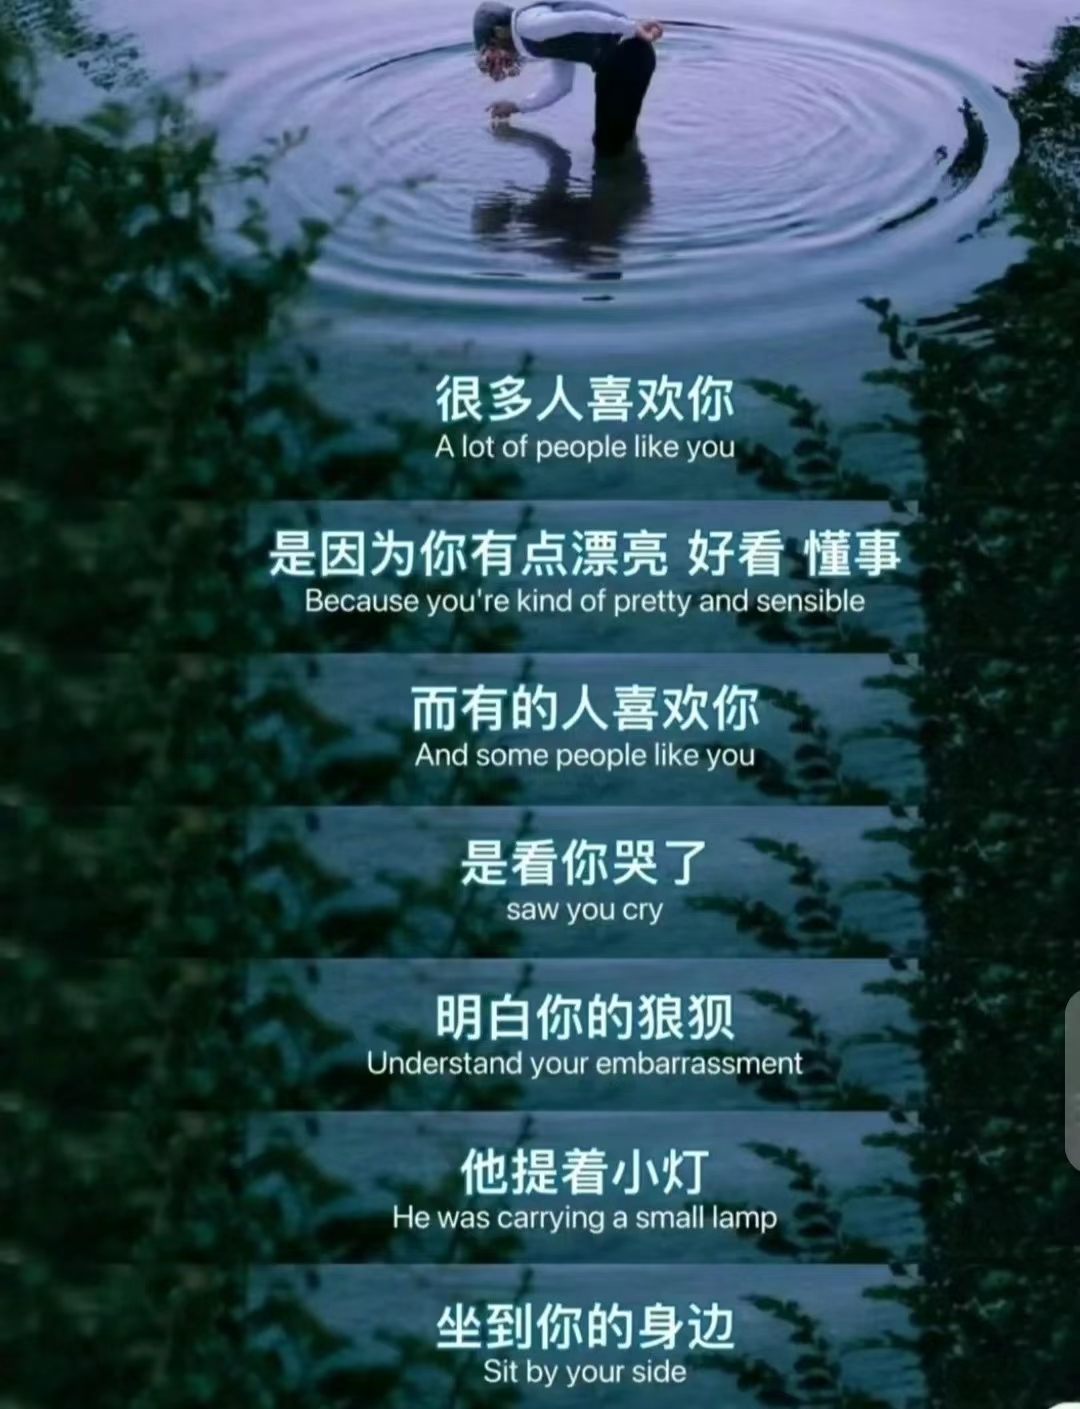 很多人喜欢你
A lot of people like you
是因为你有点漂亮 好看 懂事
Because you're kind of pretty and sensible
而有的人喜欢你
And some people like you
是看你哭了
saw you cry
明白你的狼狈
Understand your embarrassment
他提着小灯
He was carrying a small lamp
坐到你的身边
Sit by your side